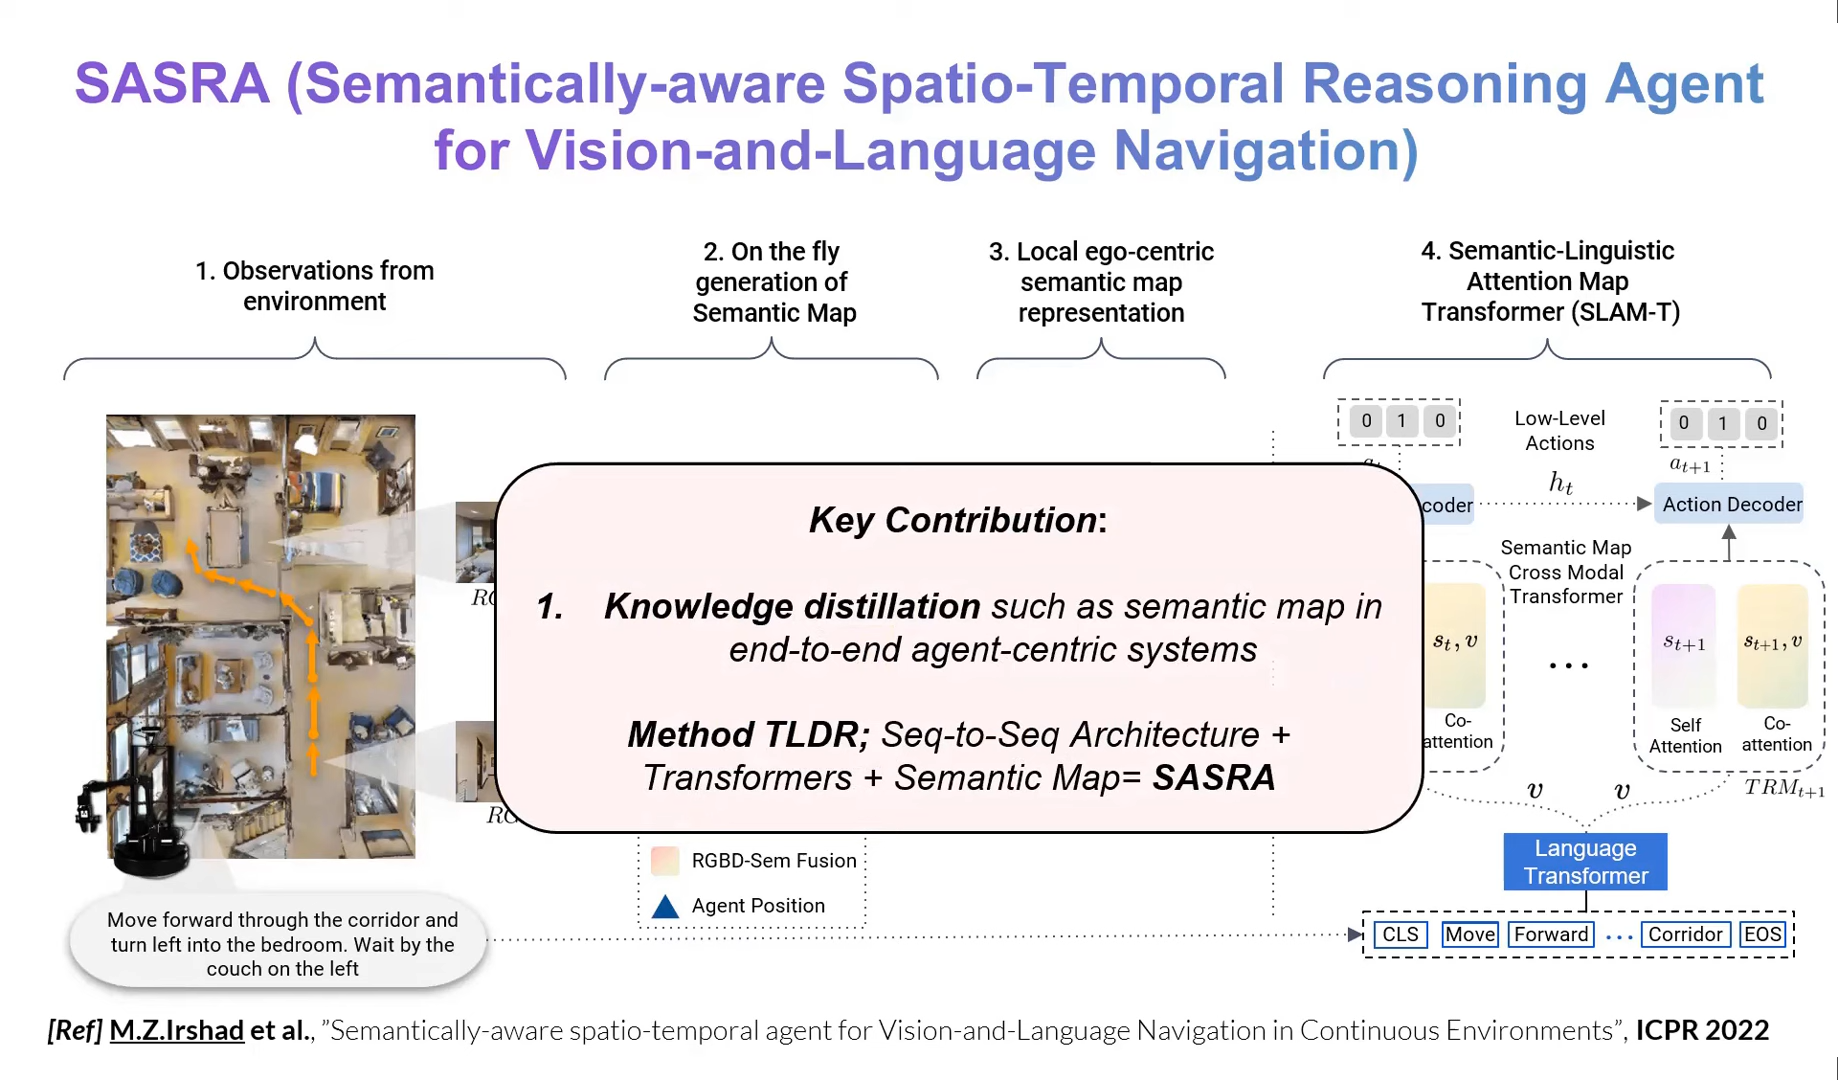 SASRA (Semantically-aware Spatio-Temporal Reasoning Agent
for Vision-and-Language Navigation)
1. Observations from
environment
2. On the fly
generation of
Semantic Map
3. Local ego-centric
semantic map
representation
4. Semantic-Linguistic
Attention Map
Transformer (SLAM-T)
0 1 0
Low-Level
Actions
0 1 0
a_{t+1}
h_t
coder
Action Decoder
Key Contribution:
1. Knowledge distillation such as semantic map in
end-to-end agent-centric systems
Method TLDR; Seq-to-Seq Architecture +
Transformers + Semantic Map= SASRA
Semantic Map
Cross Modal
Transformer
s_t, v
...
s_{t+1}
s_{t+1}, v
Co-
attention
Self
Attention
Co-
attention
v
v
TRM_{t+1}
RGBD-Sem Fusion
Agent Position
Language
Transformer
Move forward through the corridor and
turn left into the bedroom. Wait by the
couch on the left
CLS Move Forward ... Corridor EOS
[Ref] M.Z.Irshad et al., ”Semantically-aware spatio-temporal agent for Vision-and-Language Navigation in Continuous Environments”, ICPR 2022